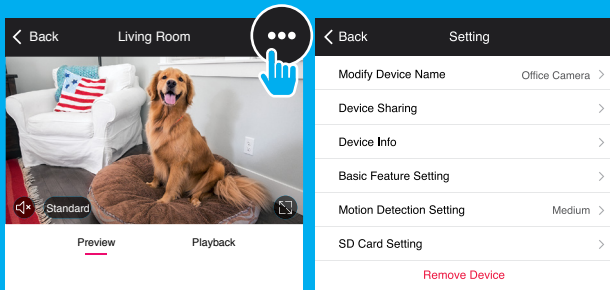 Back
Living Room
Standard
Preview
Playback
Back
Setting
Modify Device Name
Office Camera
Device Sharing
Device Info
Basic Feature Setting
Motion Detection Setting
Medium
SD Card Setting
Remove Device